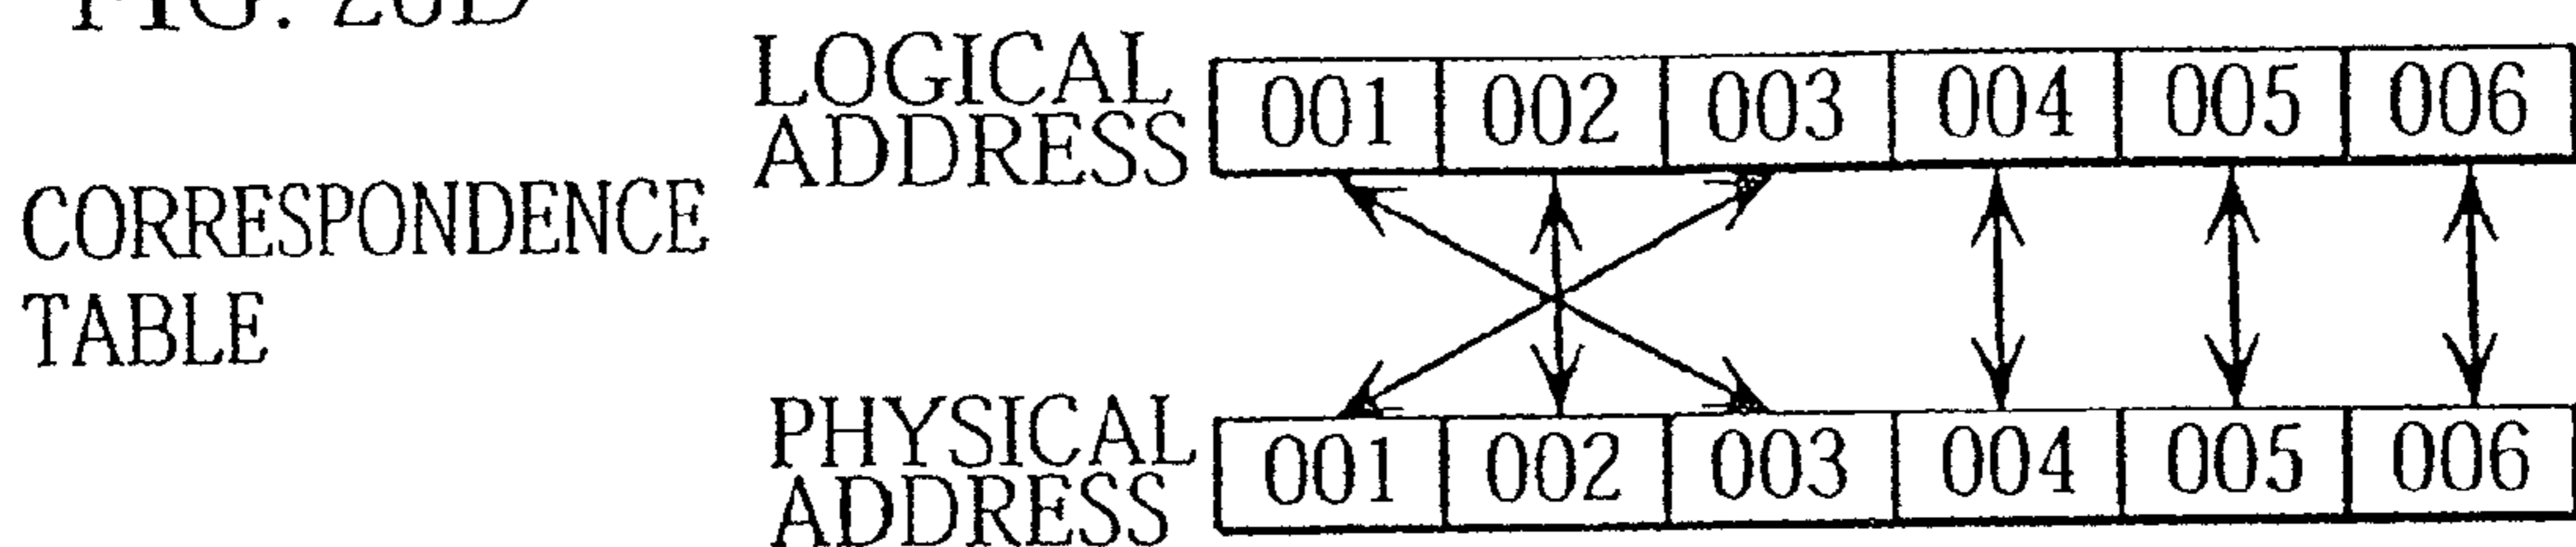 LOGICAL
ADDRESS
001 002 003 004 005 006
CORRESPONDENCE
TABLE
PHYSICAL
ADDRESS
001 002 003 004 005 006